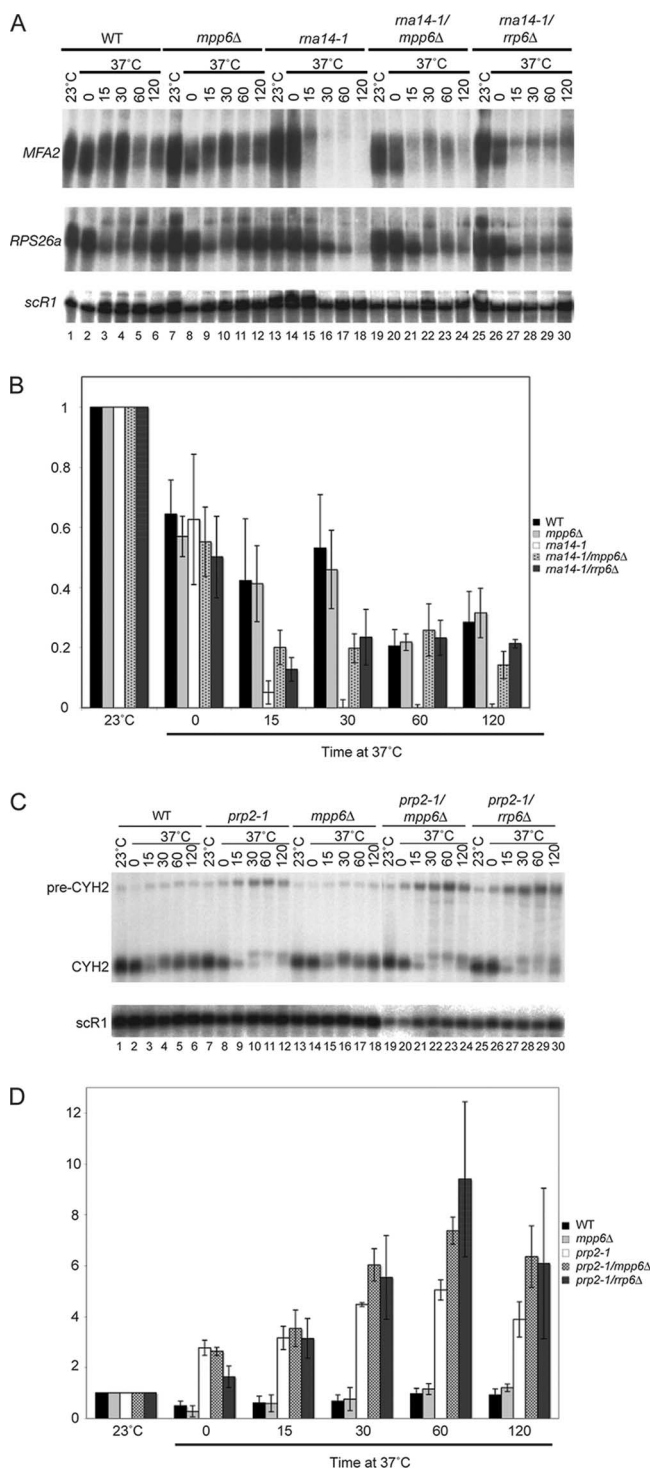 A
WT mpp6Δ rna14-1 rna14-1/ mpp6Δ rna14-1/ rrp6Δ
37˚C 37˚C 37˚C 37˚C 37˚C
23˚C 0 15 30 60 120 23˚C 0 15 30 60 120 23˚C 0 15 30 60 120 23˚C 0 15 30 60 120 23˚C 0 15 30 60 120
MFA2
RPS26a
scR1
1 2 3 4 5 6 7 8 9 10 11 12 13 14 15 16 17 18 19 20 21 22 23 24 25 26 27 28 29 30
B
1
0.8
0.6
0.4
0.2
0
23˚C 0 15 30 60 120
Time at 37˚C
WT
mpp6Δ
rna14-1
rna14-1/mpp6Δ
rna14-1/rrp6Δ
C
WT prp2-1 mpp6Δ prp2-1/ mpp6Δ prp2-1/ rrp6Δ
37˚C 37˚C 37˚C 37˚C 37˚C
23˚C 0 15 30 60 120 23˚C 0 15 30 60 120 23˚C 0 15 30 60 120 23˚C 0 15 30 60 120 23˚C 0 15 30 60 120
pre-CYH2
CYH2
scR1
1 2 3 4 5 6 7 8 9 10 11 12 13 14 15 16 17 18 19 20 21 22 23 24 25 26 27 28 29 30
D
12
10
8
6
4
2
0
23˚C 0 15 30 60 120
Time at 37˚C
WT
mpp6Δ
prp2-1
prp2-1/mpp6Δ
prp2-1/rrp6Δ